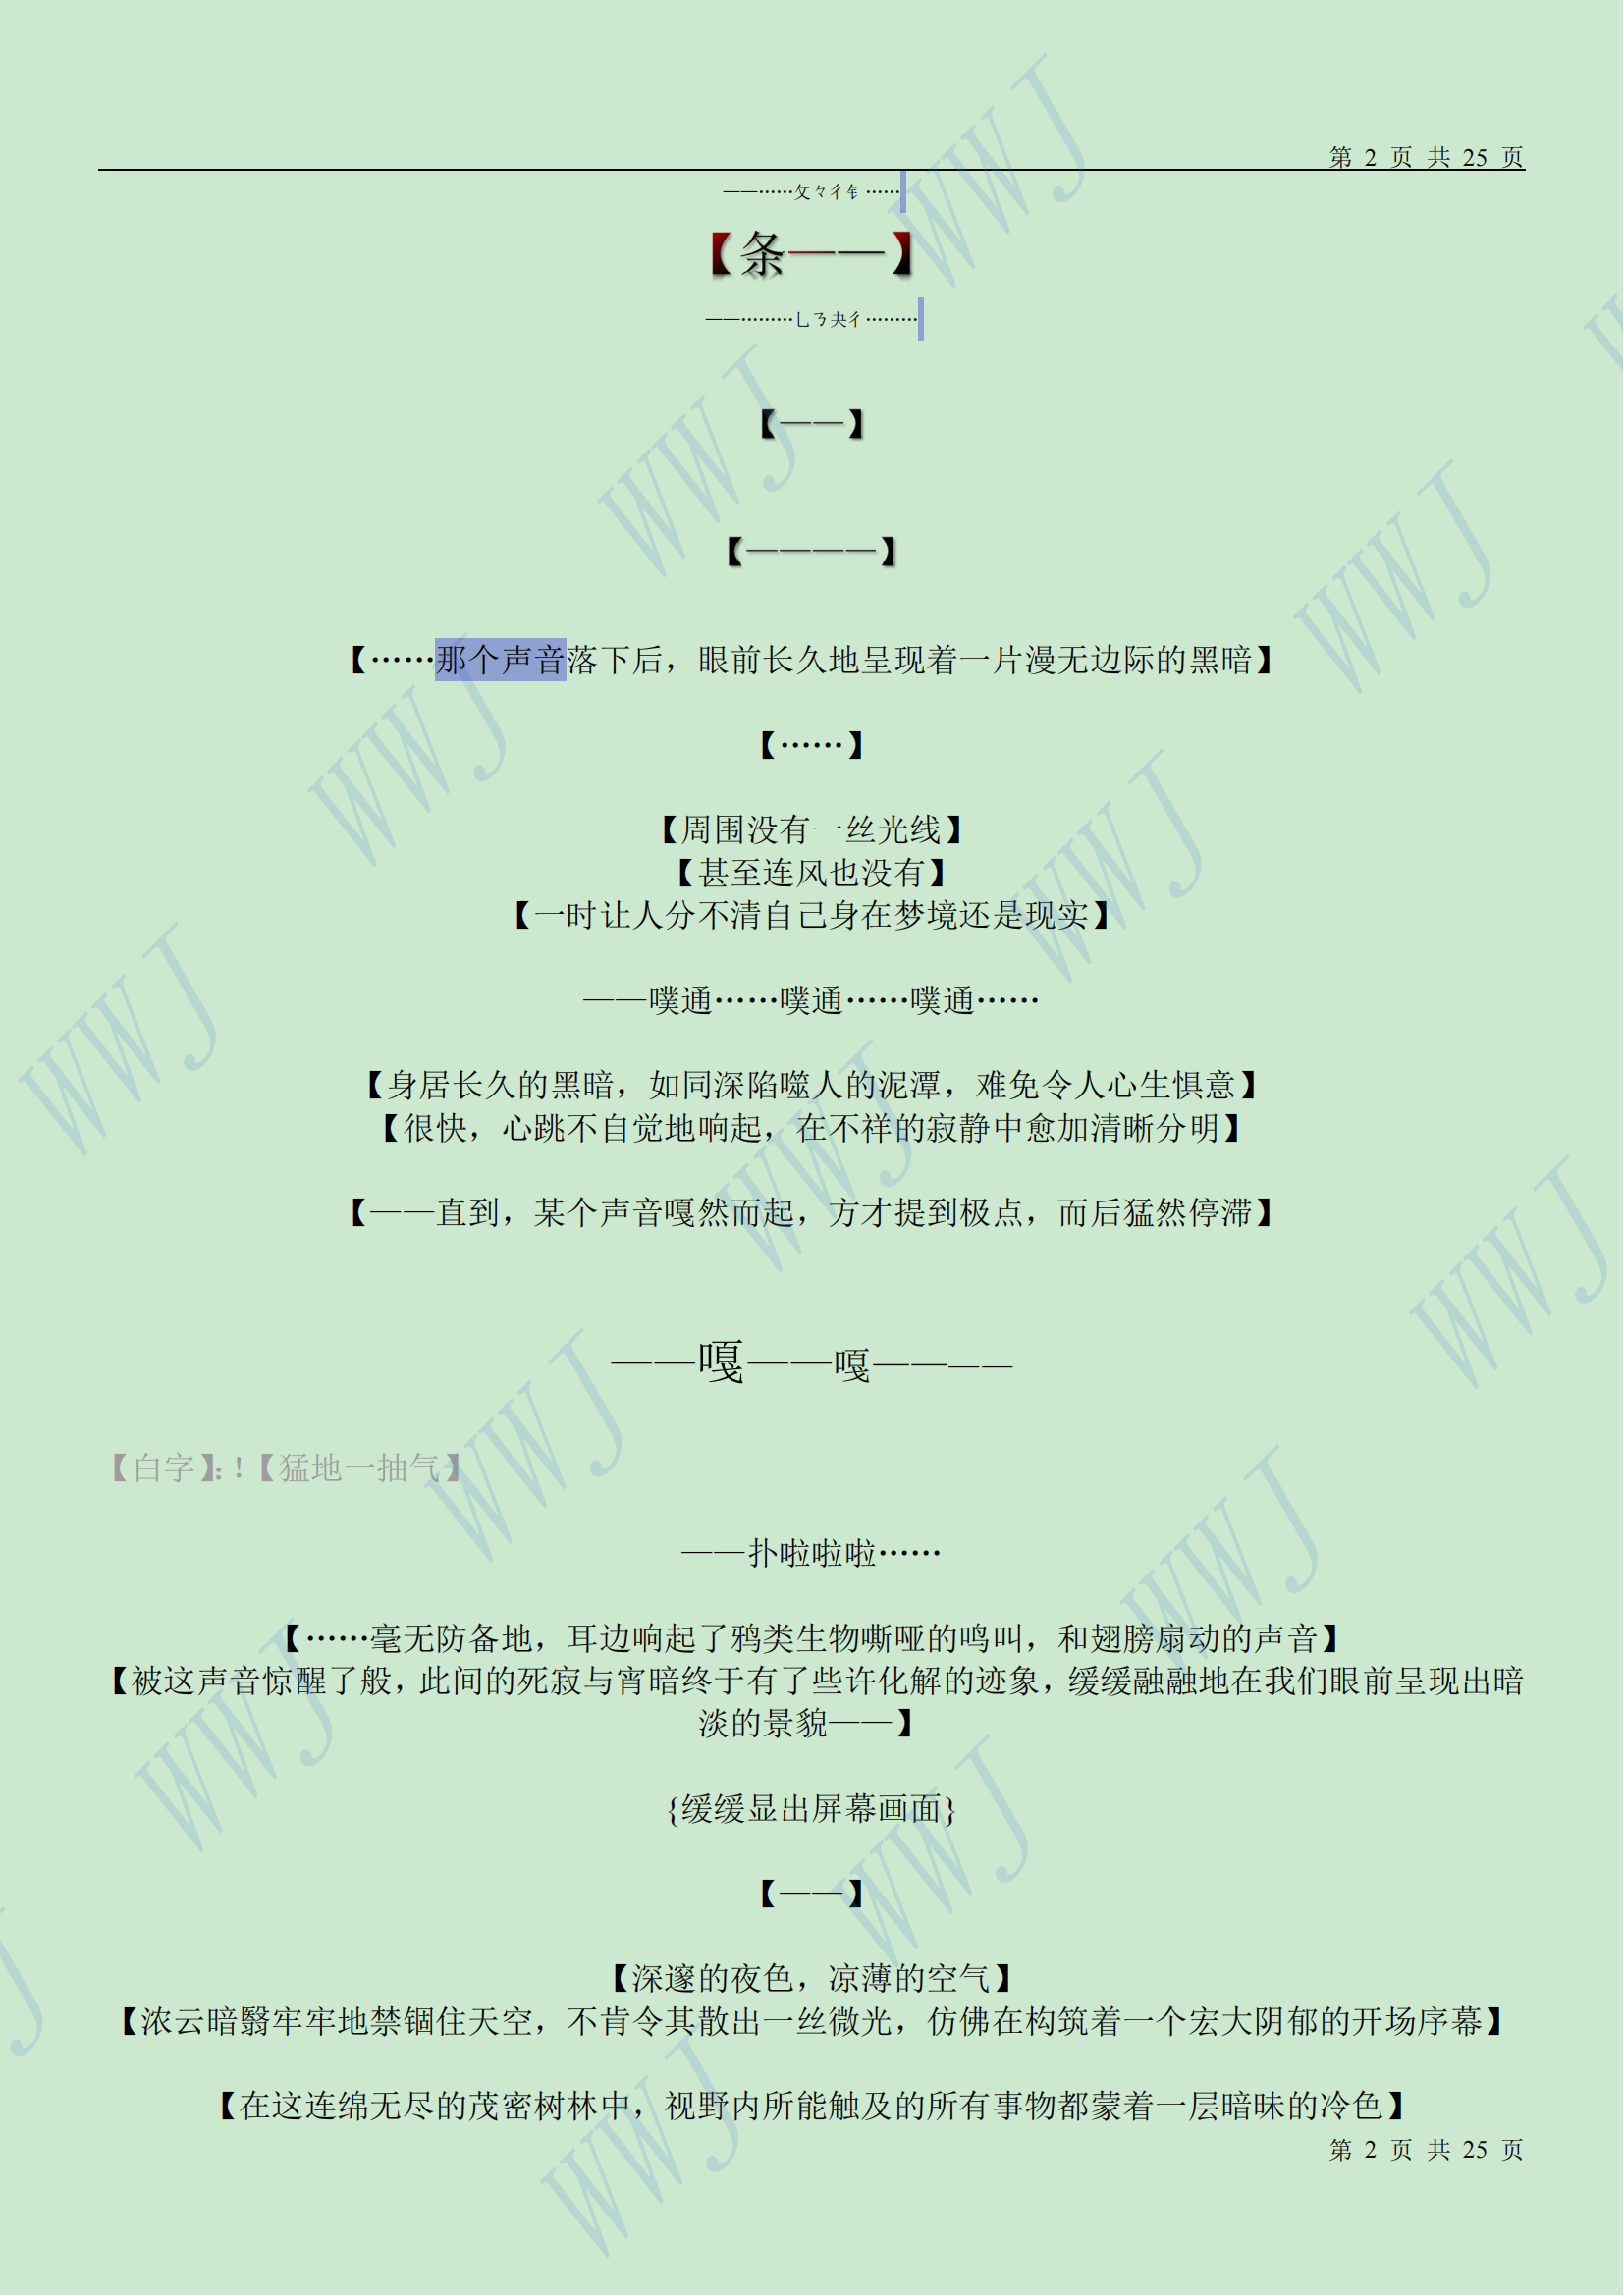 第 2 页 共 25 页
——……攵々彳钅……
【条——】
——………乚ㄋ夬彳………
【——】
【————】
【……那个声音落下后，眼前长久地呈现着一片漫无边际的黑暗】
【……】
【周围没有一丝光线】
【甚至连风也没有】
【一时让人分不清自己身在梦境还是现实】
——噗通……噗通……噗通……
【身居长久的黑暗，如同深陷噬人的泥潭，难免令人心生惧意】
【很快，心跳不自觉地响起，在不祥的寂静中愈加清晰分明】
【——直到，某个声音嘎然而起，方才提到极点，而后猛然停滞】
——嘎——嘎————
【白字】：！【猛地一抽气】
——扑啦啦啦……
【……毫无防备地，耳边响起了鸦类生物嘶哑的鸣叫，和翅膀扇动的声音】
【被这声音惊醒了般，此间的死寂与宵暗终于有了些许化解的迹象，缓缓融融地在我们眼前呈现出暗
淡的景貌——】
{缓缓显出屏幕画面}
【——】
【深邃的夜色，凉薄的空气】
【浓云暗翳牢牢地禁锢住天空，不肯令其散出一丝微光，仿佛在构筑着一个宏大阴郁的开场序幕】
【在这连绵无尽的茂密树林中，视野内所能触及的所有事物都蒙着一层暗昧的冷色】
第 2 页 共 25 页
WWJ